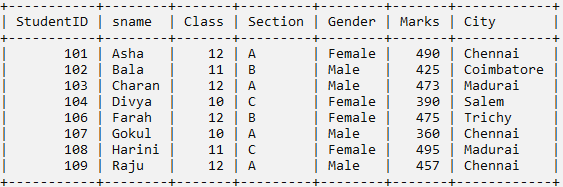 +-----------+--------+-------+---------+--------+-------+------------+
| StudentID | sname  | Class | Section | Gender | Marks | City       |
+-----------+--------+-------+---------+--------+-------+------------+
|       101 | Asha   |    12 | A       | Female |   490 | Chennai    |
|       102 | Bala   |    11 | B       | Male   |   425 | Coimbatore |
|       103 | Charan |    12 | A       | Male   |   473 | Madurai    |
|       104 | Divya  |    10 | C       | Female |   390 | Salem      |
|       106 | Farah  |    12 | B       | Female |   475 | Trichy     |
|       107 | Gokul  |    10 | A       | Male   |   360 | Chennai    |
|       108 | Harini |    11 | C       | Female |   495 | Madurai    |
|       109 | Raju   |    12 | A       | Male   |   457 | Chennai    |
+-----------+--------+-------+---------+--------+-------+------------+